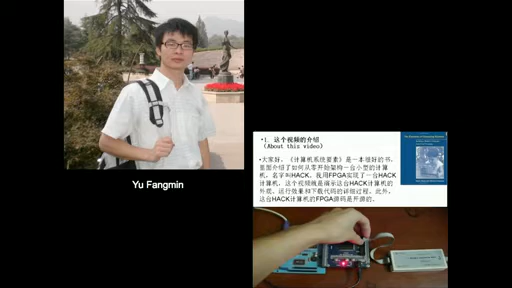 Yu Fangmin
•1. 这个视频的介绍
(About this video)
•大家好,《计算机系统要素》是一本很好的书,
里面介绍了如何从零开始架构一台小型的计算
机,名字叫HACK。我用FPGA实现了一台HACK
计算机,这个视频就是演示这台HACK计算机的
外观、运行效果和下载代码的详细过程。此外,
这台HACK计算机的FPGA源码是开源的。